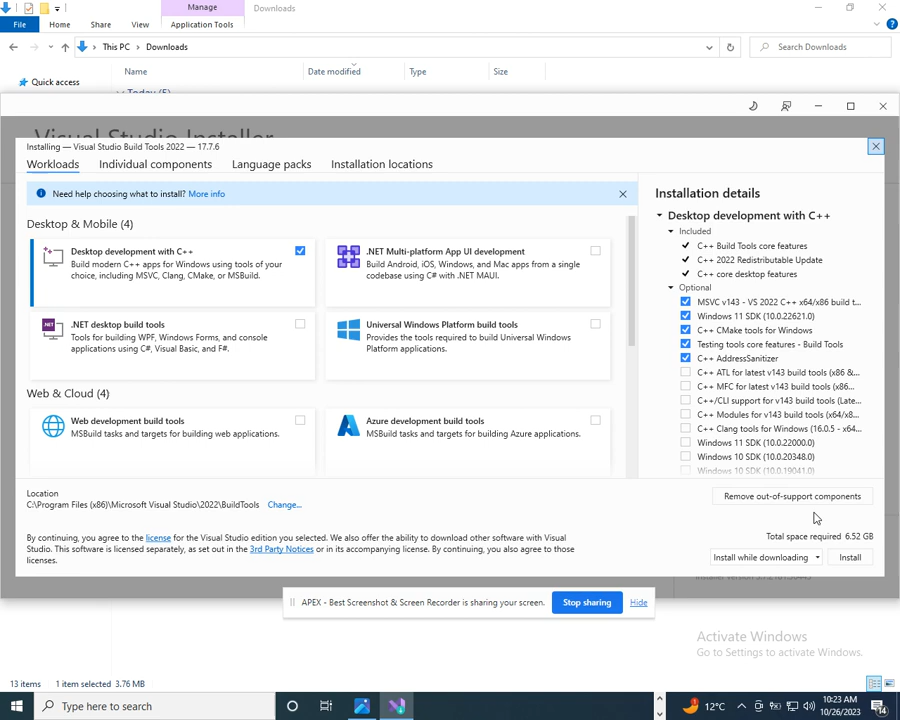 Manage
Downloads
File
Home
Share
View
Application Tools
This PC
Downloads
Search Downloads
Quick access
Name
Date modified
Type
Size
Today (5)
Visual Studio Installer
Installing — Visual Studio Build Tools 2022 — 17.7.6
Workloads
Individual components
Language packs
Installation locations
Need help choosing what to install? More info
Desktop & Mobile (4)
Desktop development with C++
Build modern C++ apps for Windows using tools of your
choice, including MSVC, Clang, CMake, or MSBuild.
.NET Multi-platform App UI development
Build Android, iOS, Windows, and Mac apps from a single
codebase using C# with .NET MAUI.
.NET desktop build tools
Tools for building WPF, Windows Forms, and console
applications using C#, Visual Basic, and F#.
Universal Windows Platform build tools
Provides the tools required to build Universal Windows
Platform applications.
Web & Cloud (4)
Web development build tools
MSBuild tasks and targets for building web applications.
Azure development build tools
MSBuild tasks and targets for building Azure applications.
Installation details
Desktop development with C++
Included
C++ Build Tools core features
C++ 2022 Redistributable Update
C++ core desktop features
Optional
MSVC v143 - VS 2022 C++ x64/x86 build t...
Windows 11 SDK (10.0.22621.0)
C++ CMake tools for Windows
Testing tools core features - Build Tools
C++ AddressSanitizer
C++ ATL for latest v143 build tools (x86 &...
C++ MFC for latest v143 build tools (x86...
C++/CLI support for v143 build tools (Late...
C++ Modules for v143 build tools (x64/x8...
C++ Clang tools for Windows (16.0.5 - x64...
Windows 11 SDK (10.0.22000.0)
Windows 10 SDK (10.0.20348.0)
Windows 10 SDK (10.0.19041.0)
Location
C:\Program Files (x86)\Microsoft Visual Studio\2022\BuildTools
Change...
Remove out-of-support components
By continuing, you agree to the license for the Visual Studio edition you selected. We also offer the ability to download other software with Visual
Studio. This software is licensed separately, as set out in the 3rd Party Notices or in its accompanying license. By continuing, you also agree to those
licenses.
Total space required 6.52 GB
Install while downloading
Install
APEX - Best Screenshot & Screen Recorder is sharing your screen.
Stop sharing
Hide
Activate Windows
Go to Settings to activate Windows.
13 items
1 item selected 3.76 MB
Type here to search
12°C
10:23 AM
10/26/2023
14